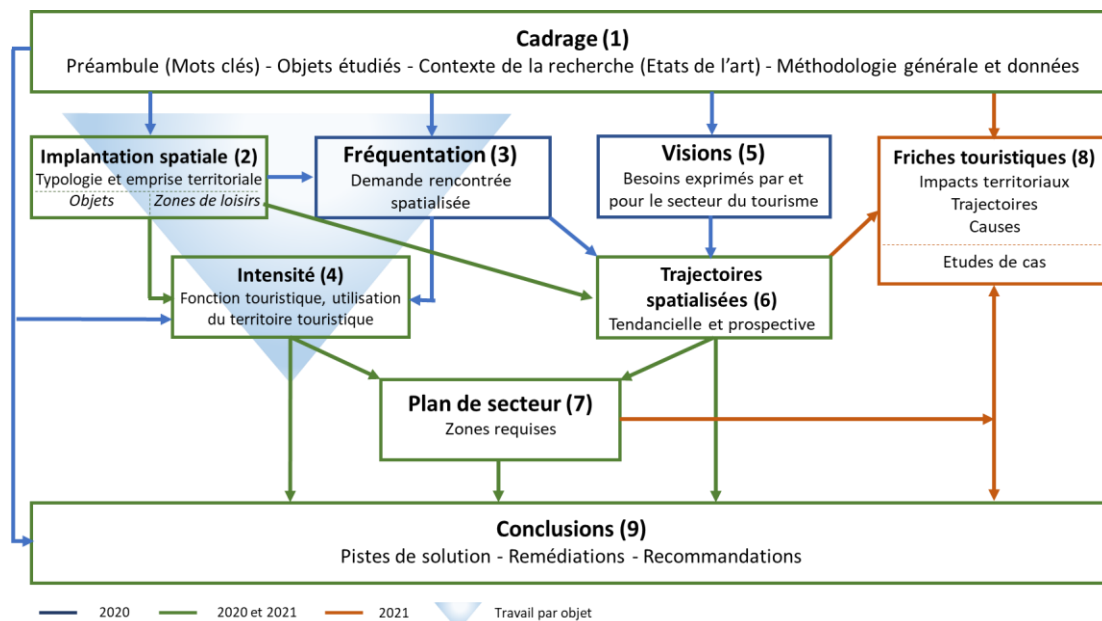 Cadrage (1)
Préambule (Mots clés) - Objets étudiés - Contexte de la recherche (Etats de l'art) - Méthodologie générale et données
Implantation spatiale (2)
Typologie et emprise territoriale
Objets
Zones de loisirs
Fréquentation (3)
Demande rencontrée
spatialisée
Visions (5)
Besoins exprimés par et
pour le secteur du tourisme
Friches touristiques (8)
Impacts territoriaux
Trajectoires
Causes
Etudes de cas
Intensité (4)
Fonction touristique, utilisation
du territoire touristique
Trajectoires
spatialisées (6)
Tendancielle et prospective
Plan de secteur (7)
Zones requises
Conclusions (9)
Pistes de solution - Remédiations - Recommandations
2020
2020 et 2021
2021
Travail par objet